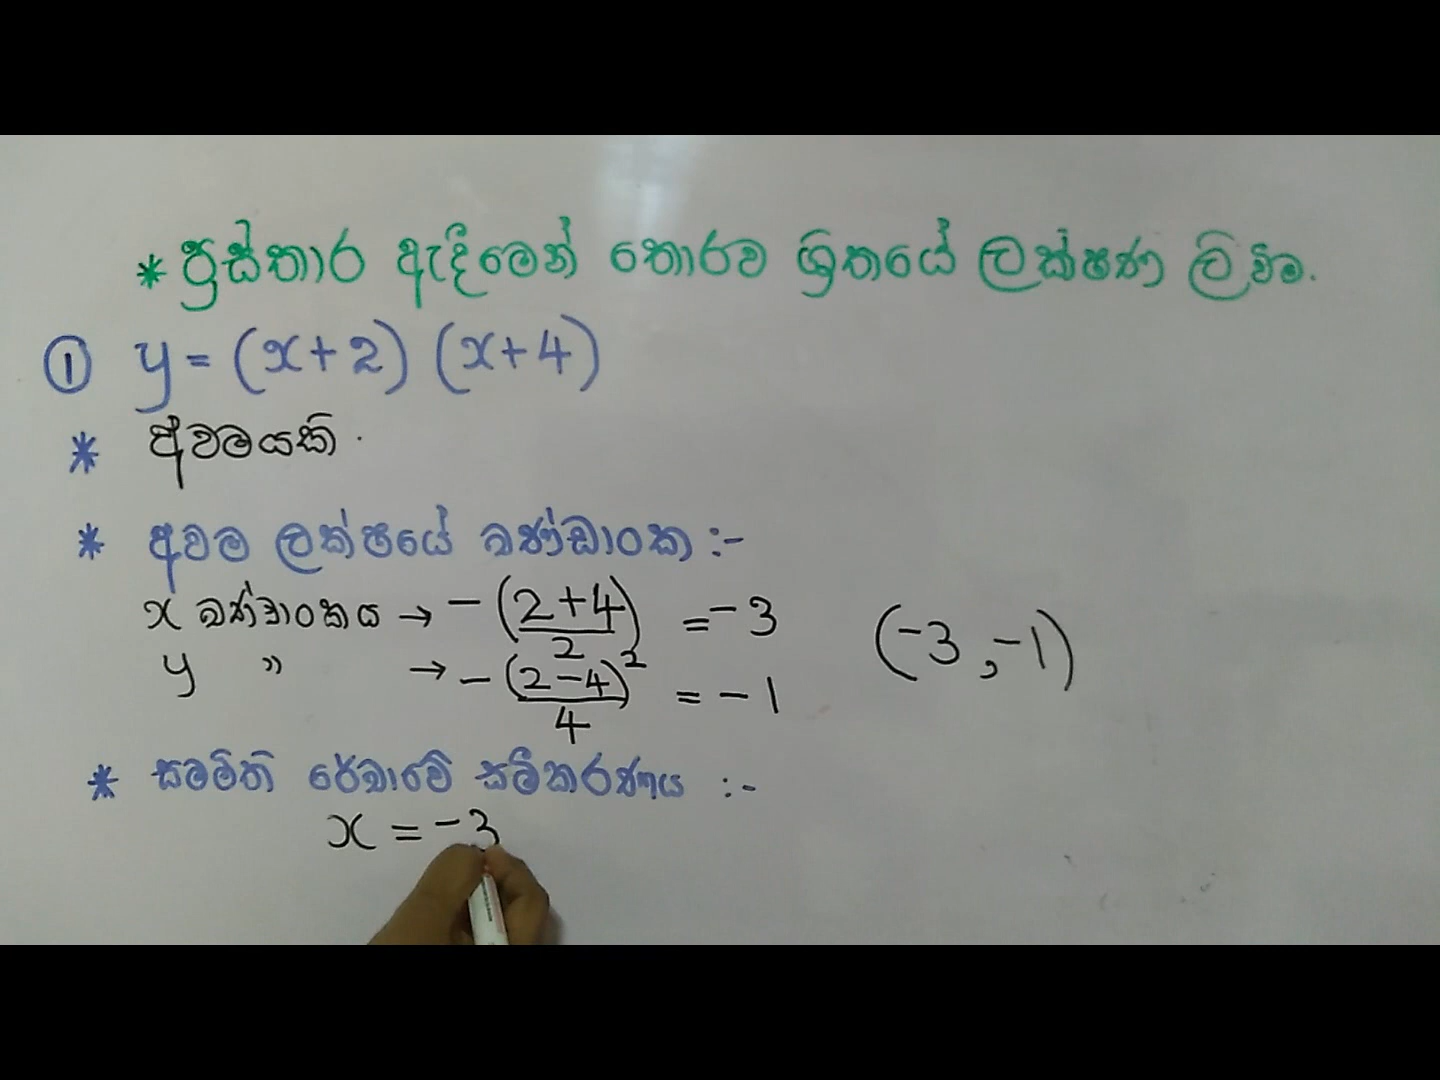 * ප්‍රස්තාර ඇදීමෙන් තොරව ශ්‍රිතයේ ලක්ෂණ ලිවීම.
① y = (x+2) (x+4)
* අවමයකි.
* අවම ලක්ෂයේ ඛණ්ඩාංක :-
x ඛණ්ඩාංකය → -(2+4)/2 = -3 (-3, -1)
y " → -(2-4)²/4 = -1
* සමමිති රේඛාවේ සමීකරණය :-
x = -3